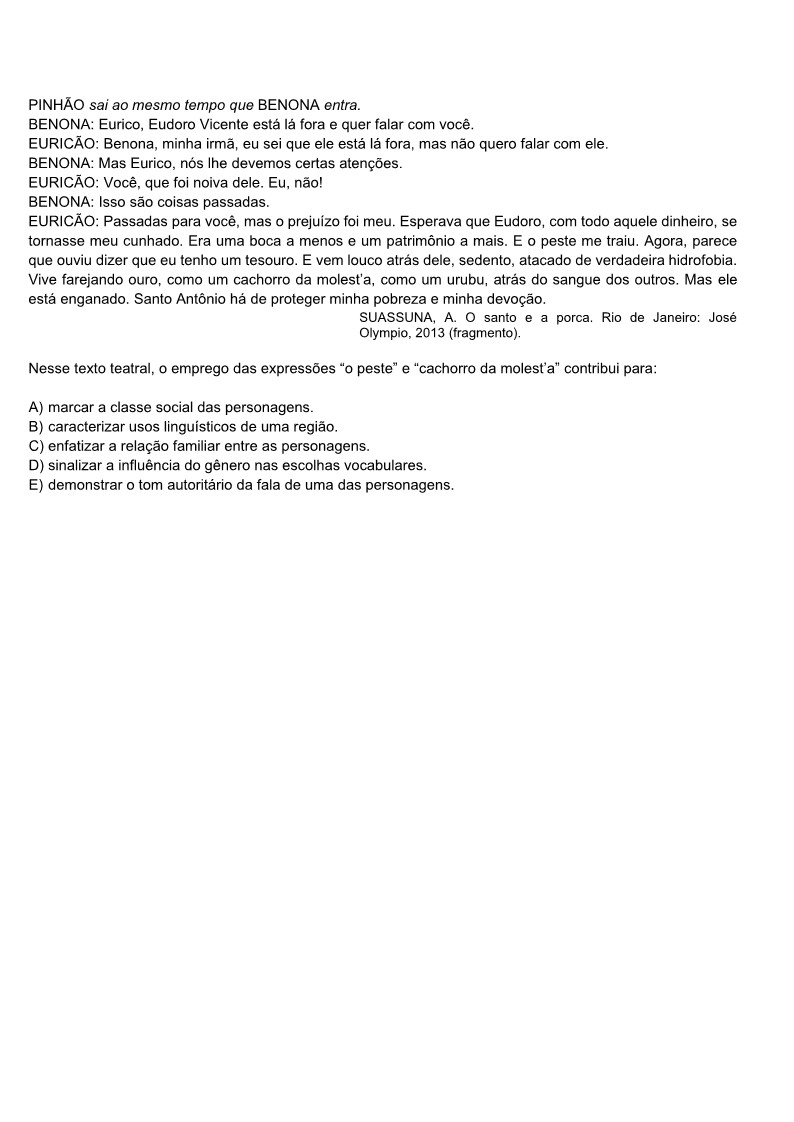 PINHÃO sai ao mesmo tempo que BENONA entra.
BENONA: Eurico, Eudoro Vicente está lá fora e quer falar com você.
EURICÃO: Benona, minha irmã, eu sei que ele está lá fora, mas não quero falar com ele.
BENONA: Mas Eurico, nós lhe devemos certas atenções.
EURICÃO: Você, que foi noiva dele. Eu, não!
BENONA: Isso são coisas passadas.
EURICÃO: Passadas para você, mas o prejuízo foi meu. Esperava que Eudoro, com todo aquele dinheiro, se
tornasse meu cunhado. Era uma boca a menos e um patrimônio a mais. E o peste me traiu. Agora, parece
que ouviu dizer que eu tenho um tesouro. E vem louco atrás dele, sedento, atacado de verdadeira hidrofobia.
Vive farejando ouro, como um cachorro da molest’a, como um urubu, atrás do sangue dos outros. Mas ele
está enganado. Santo Antônio há de proteger minha pobreza e minha devoção.
SUASSUNA, A. O santo e a porca. Rio de Janeiro: José
Olympio, 2013 (fragmento).
Nesse texto teatral, o emprego das expressões “o peste” e “cachorro da molest’a” contribui para:
A) marcar a classe social das personagens.
B) caracterizar usos linguísticos de uma região.
C) enfatizar a relação familiar entre as personagens.
D) sinalizar a influência do gênero nas escolhas vocabulares.
E) demonstrar o tom autoritário da fala de uma das personagens.